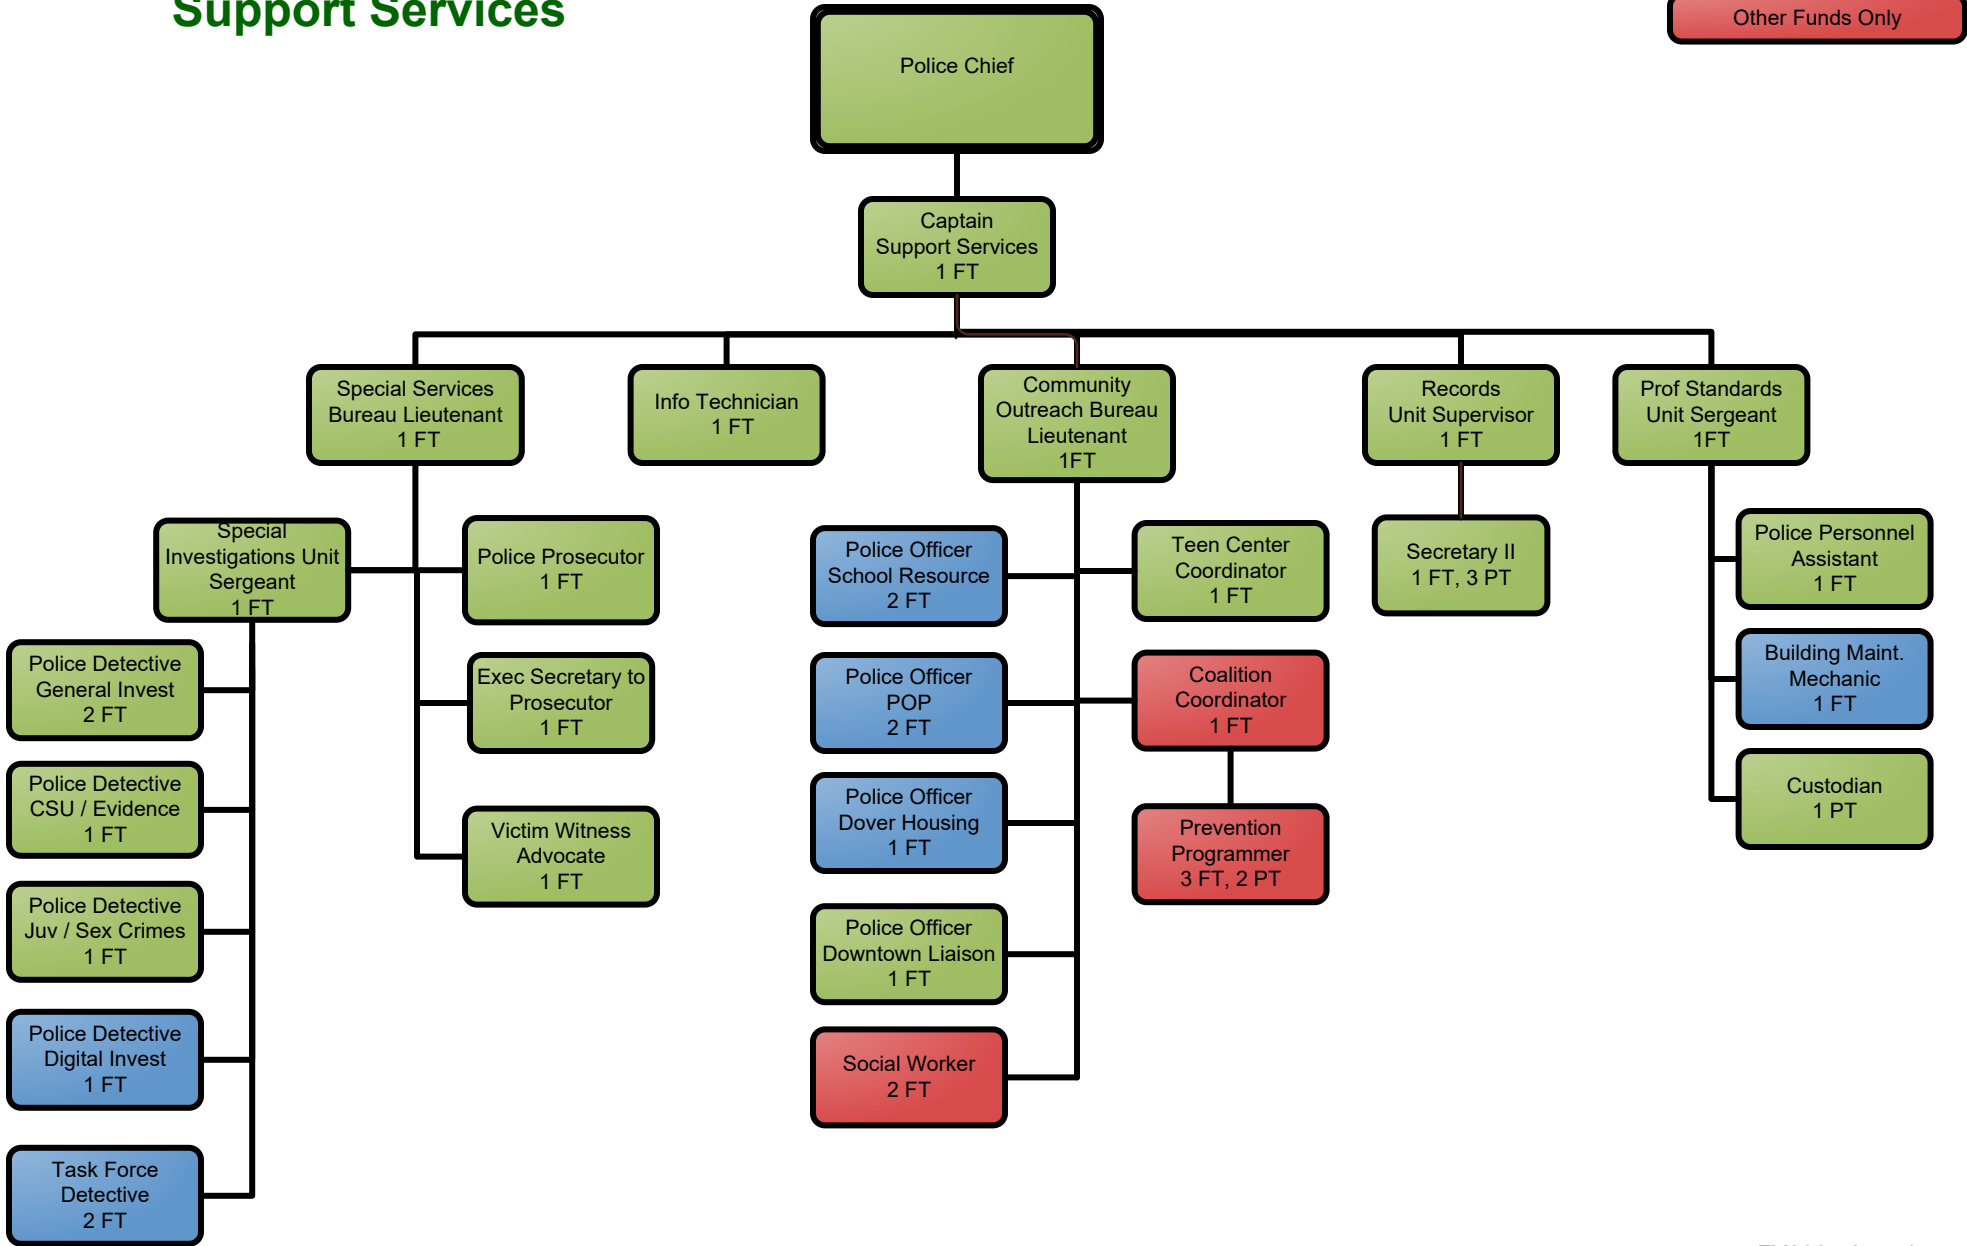 Support Services
Other Funds Only
Police Chief
Captain
Support Services
1 FT
Special Services
Bureau Lieutenant
1 FT
Info Technician
1 FT
Community
Outreach Bureau
Lieutenant
1FT
Records
Unit Supervisor
1 FT
Prof Standards
Unit Sergeant
1FT
Special
Investigations Unit
Sergeant
1 FT
Police Prosecutor
1 FT
Exec Secretary to
Prosecutor
1 FT
Victim Witness
Advocate
1 FT
Police Detective
General Invest
2 FT
Police Detective
CSU / Evidence
1 FT
Police Detective
Juv / Sex Crimes
1 FT
Police Detective
Digital Invest
1 FT
Task Force
Detective
2 FT
Police Officer
School Resource
2 FT
Police Officer
POP
2 FT
Police Officer
Dover Housing
1 FT
Police Officer
Downtown Liaison
1 FT
Social Worker
2 FT
Teen Center
Coordinator
1 FT
Coalition
Coordinator
1 FT
Prevention
Programmer
3 FT, 2 PT
Secretary II
1 FT, 3 PT
Police Personnel
Assistant
1 FT
Building Maint.
Mechanic
1 FT
Custodian
1 PT